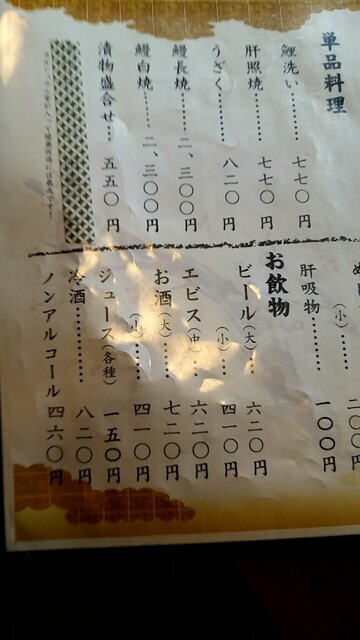 単品料理
鯉洗い………… 七七〇円
肝照焼………… 七七〇円
うざく………… 八二〇円
鰻長焼…… 二、三〇〇円
鰻白焼…… 二、三〇〇円
漬物盛合せ… 五五〇円
(小)
肝吸物………… 一〇〇円
お飲物
ビール(大) 六二〇円
(小) 四一〇円
エビス(中) 六二〇円
お酒(大)… 七二〇円
(小)… 四一〇円
ジュース(各種) 一五〇円
冷酒………… 八二〇円
ノンアルコール 四六〇円